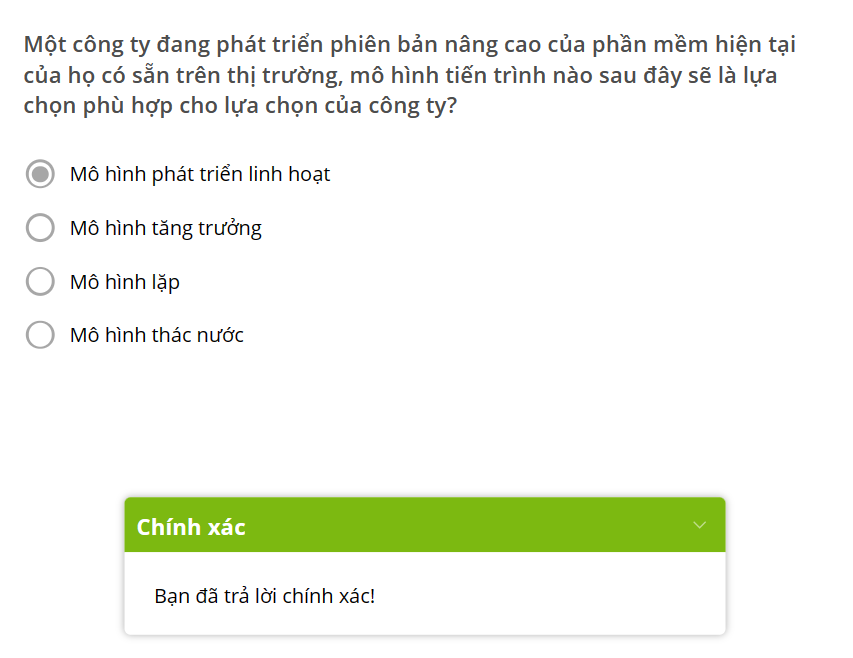 Một công ty đang phát triển phiên bản nâng cao của phần mềm hiện tại
của họ có sẵn trên thị trường, mô hình tiến trình nào sau đây sẽ là lựa
chọn phù hợp cho lựa chọn của công ty?
Mô hình phát triển linh hoạt
Mô hình tăng trưởng
Mô hình lặp
Mô hình thác nước
Chính xác
Bạn đã trả lời chính xác!